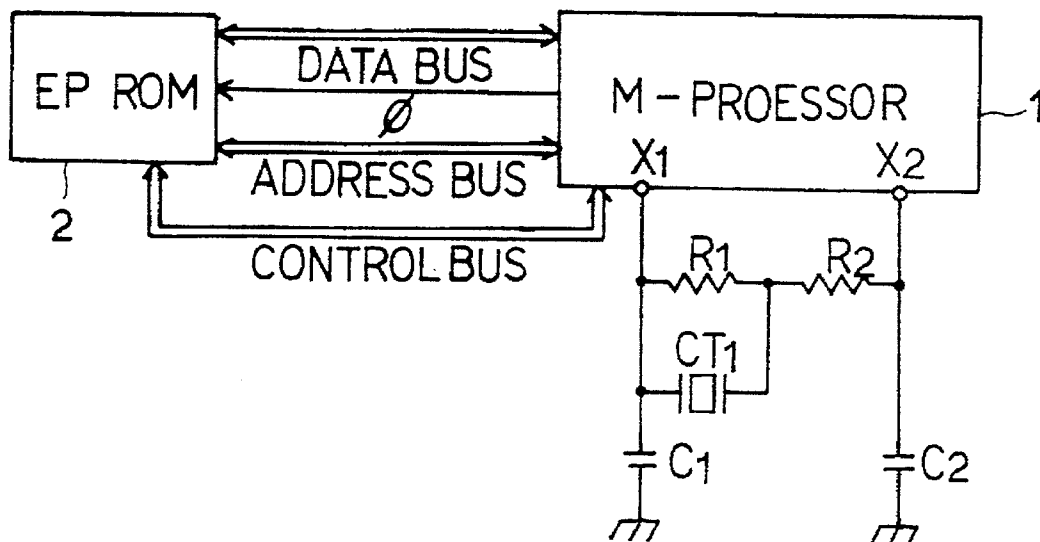 EP ROM
DATA BUS
M-PROESSOR
1
Ø
X1
X2
ADDRESS BUS
2
CONTROL BUS
R1
R2
CT1
C1
C2